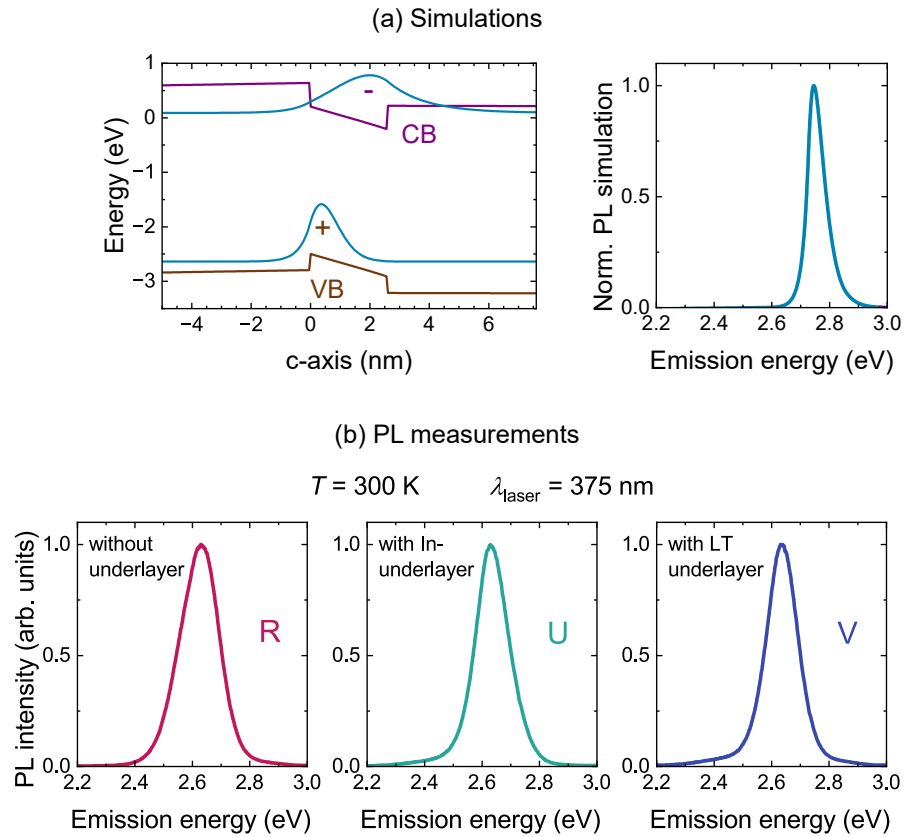 (a) Simulations
Energy (eV)
1
0
−1
−2
−3
-
CB
+
VB
−4 −2 0 2 4 6
c-axis (nm)
Norm. PL simulation
1.0
0.5
0.0
2.2 2.4 2.6 2.8 3.0
Emission energy (eV)
(b) PL measurements
T = 300 K λlaser = 375 nm
PL intensity (arb. units)
1.0
0.5
0.0
without
underlayer
R
2.2 2.4 2.6 2.8 3.0
Emission energy (eV)
1.0
0.5
0.0
with In-
underlayer
U
2.2 2.4 2.6 2.8 3.0
Emission energy (eV)
1.0
0.5
0.0
with LT
underlayer
V
2.2 2.4 2.6 2.8 3.0
Emission energy (eV)